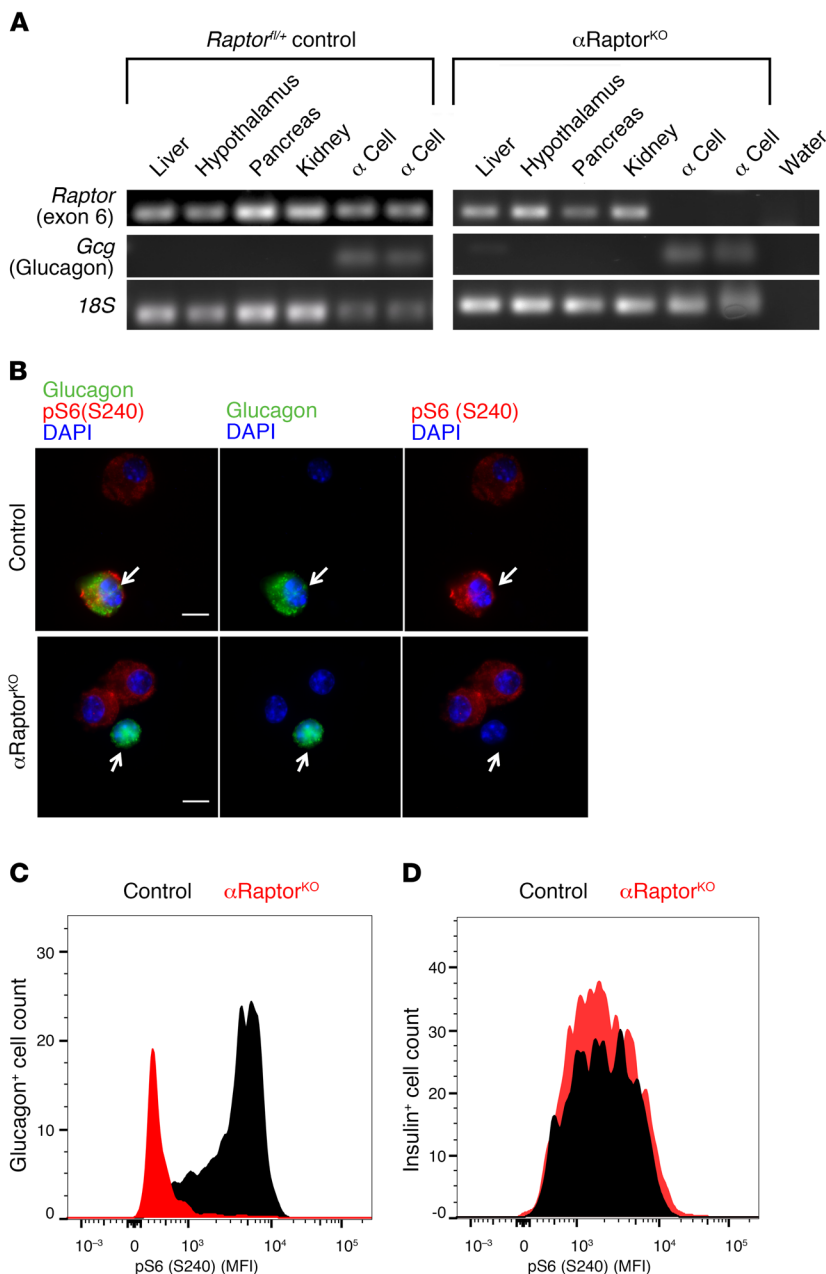 A
Raptorfl/+ control
αRaptorKO
Liver
Hypothalamus
Pancreas
Kidney
α Cell
α Cell
Liver
Hypothalamus
Pancreas
Kidney
α Cell
α Cell
Water
Raptor
(exon 6)
Gcg
(Glucagon)
18S
B
Glucagon
pS6(S240)
DAPI
Glucagon
DAPI
pS6 (S240)
DAPI
Control
αRaptorKO
C
Control αRaptorKO
Glucagon+ cell count
30
20
10
0
10−3 0 103 104 105
pS6 (S240) (MFI)
D
Control αRaptorKO
Insulin+ cell count
40
30
20
10
-0
10−3 0 103 104 105
pS6 (S240) (MFI)